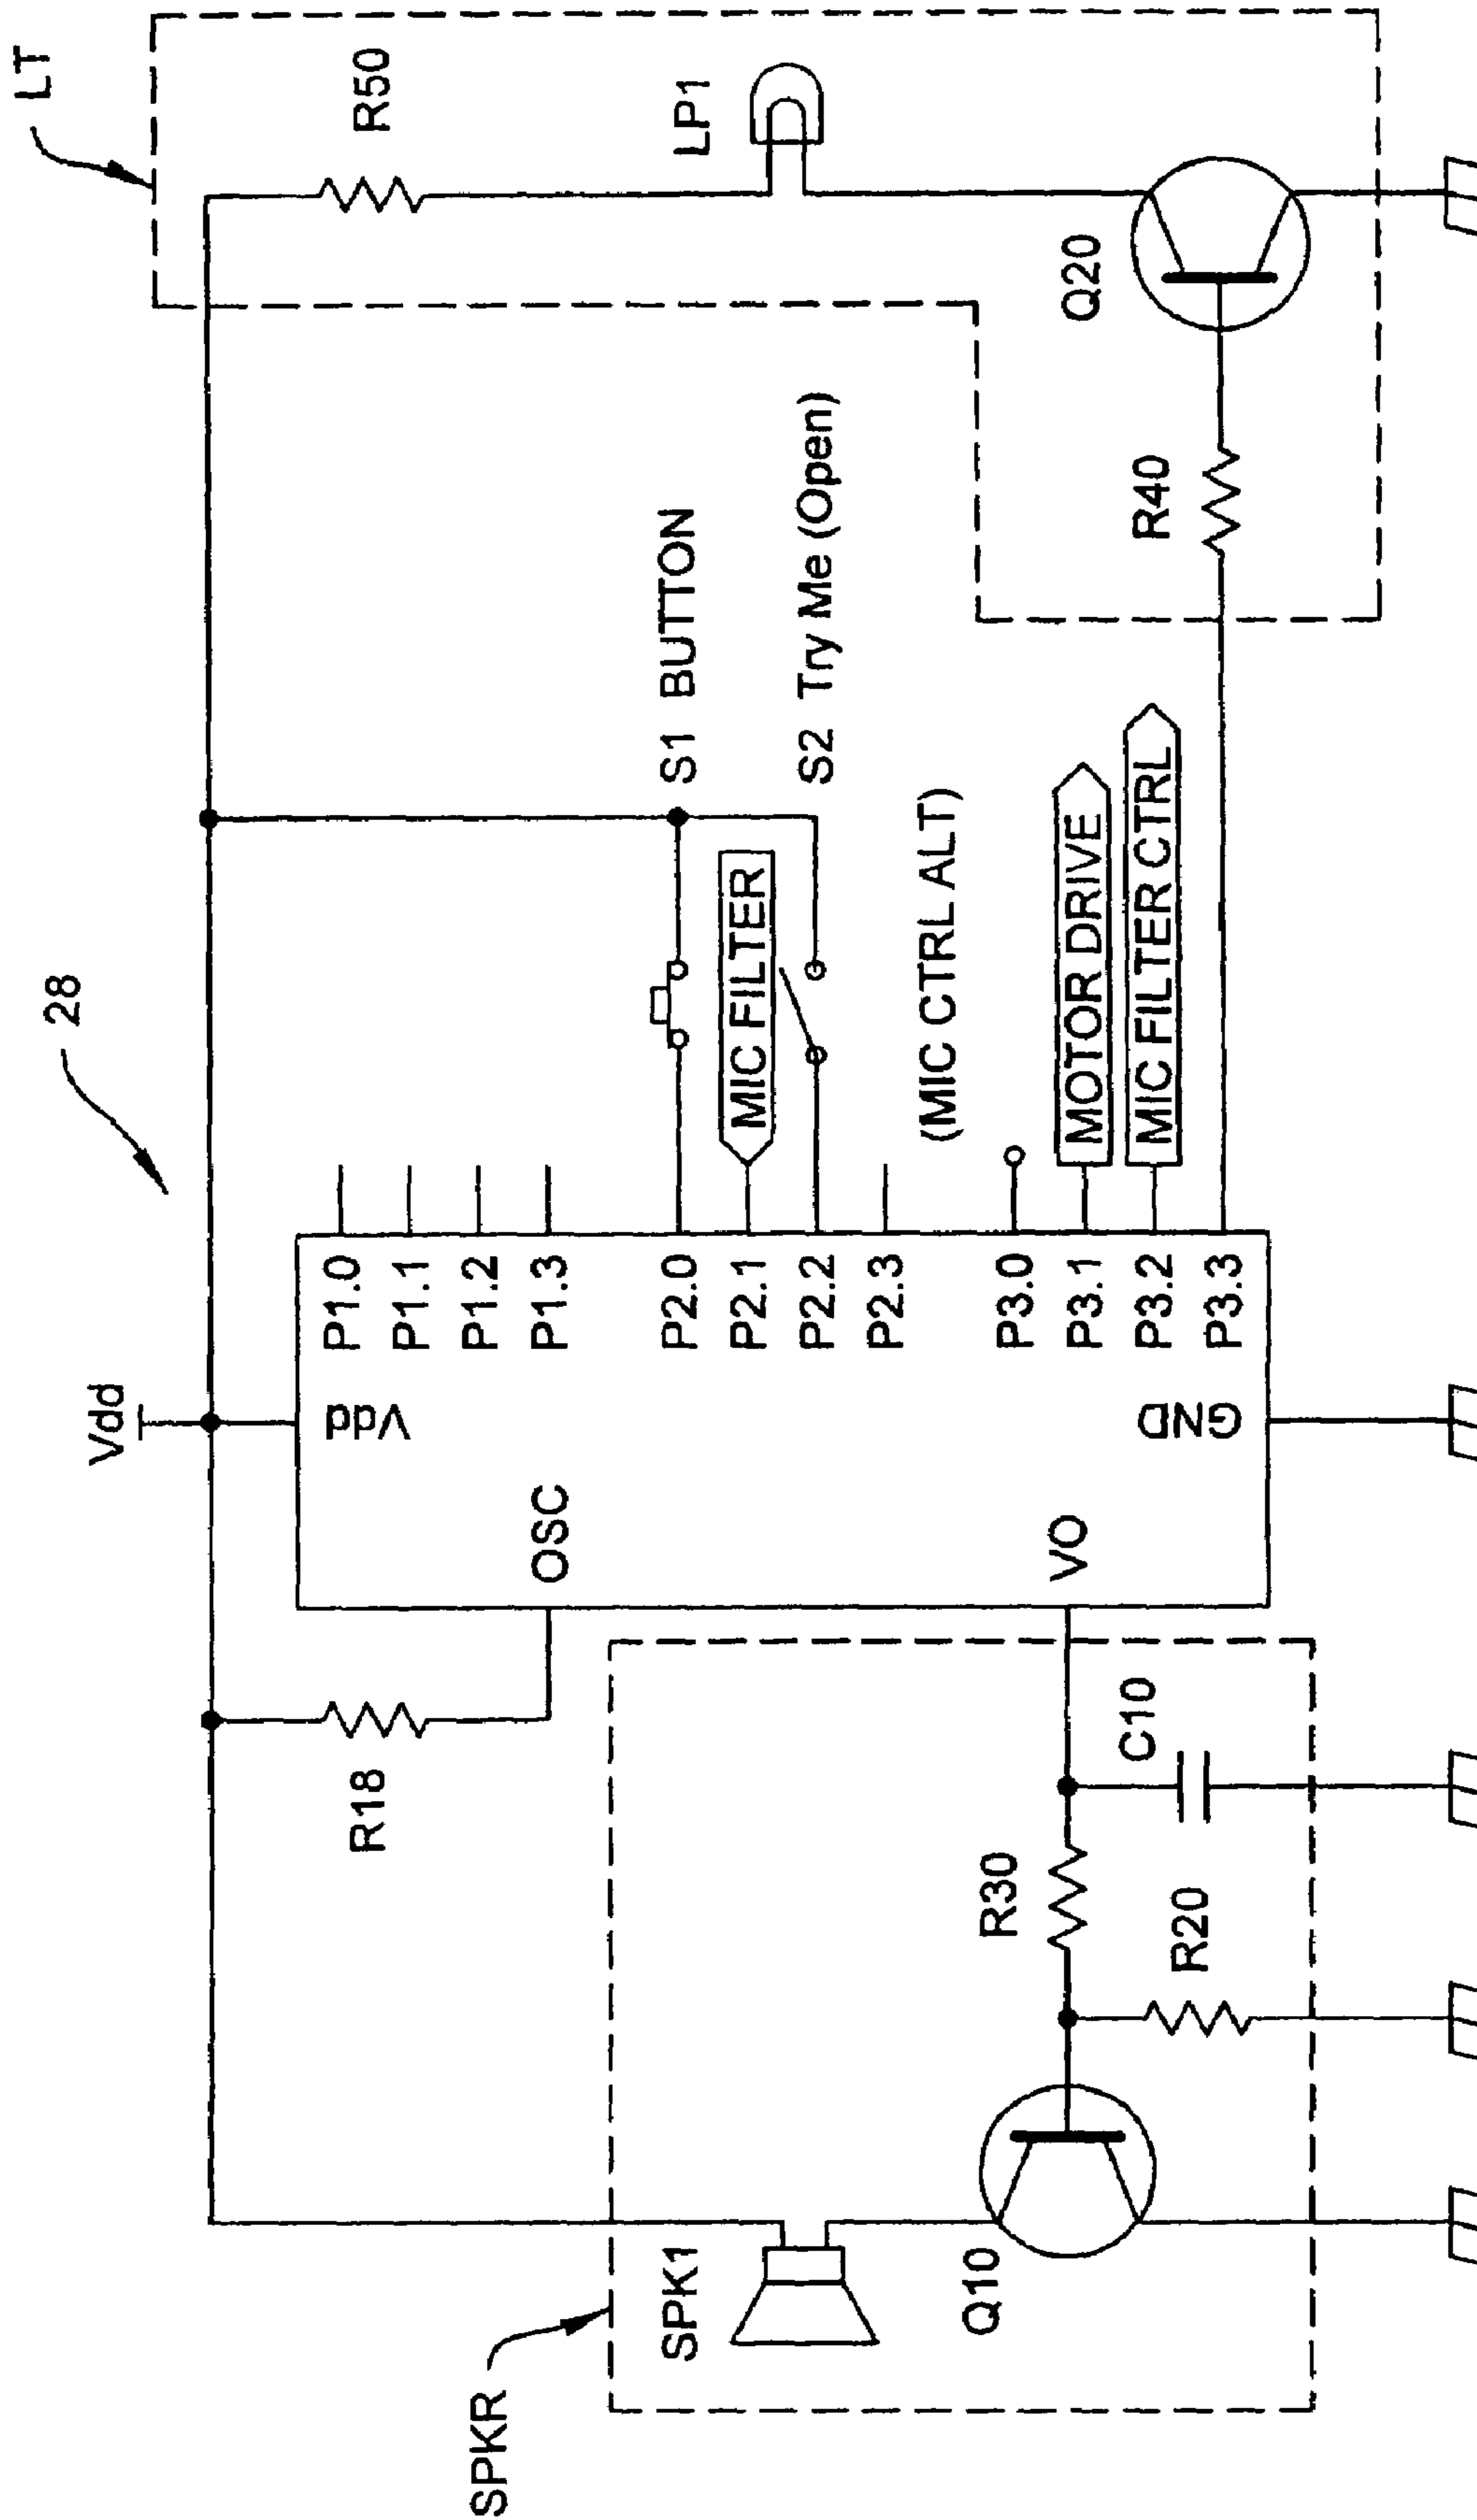 28
LT
Vdd
R18
R50
OSC
Vdd
P1.0
P1.1
P1.2
P1.3
P2.0
P2.1
P2.2
P2.3
P3.0
P3.1
P3.2
P3.3
VO
GND
S1 BUTTON
MIC FILTER
S2 Try Me (Open)
(MIC CTRL ALT)
MOTOR DRIVE
MIC FILTER CTRL
LP1
Q20
R40
SPKR
SPK1
Q10
R30
C10
R20